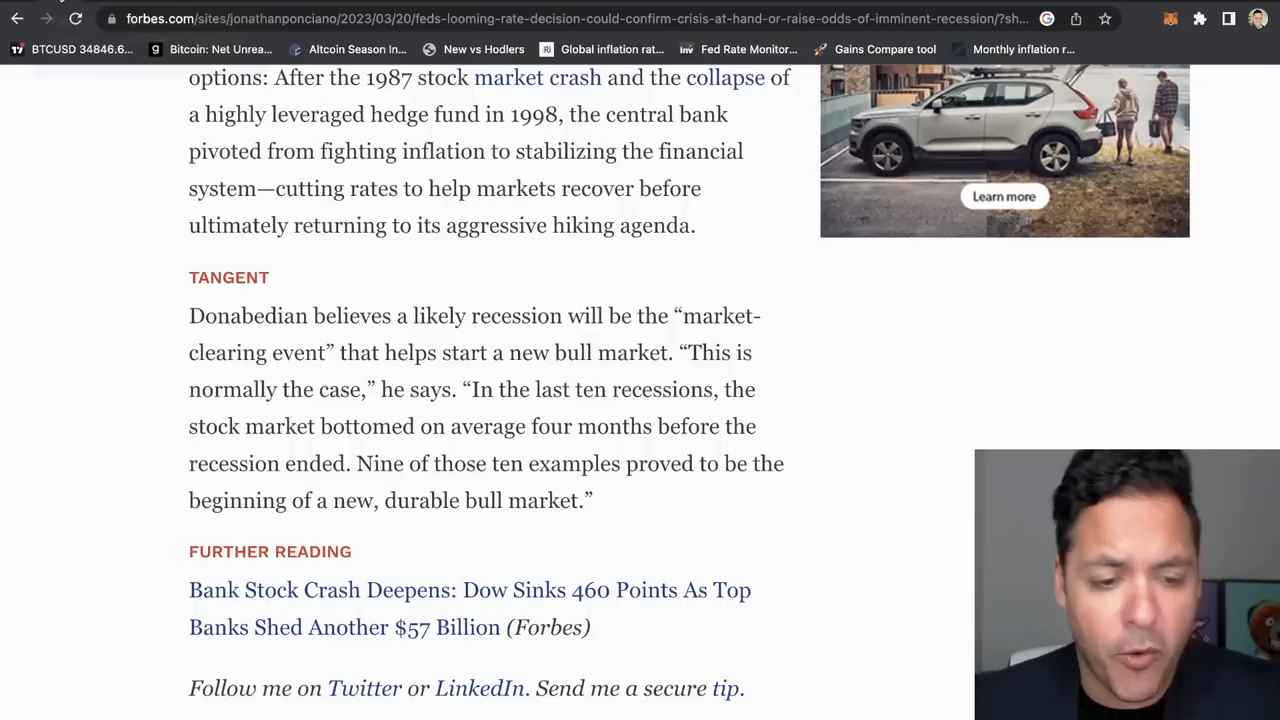 forbes.com/sites/jonathanponciano/2023/03/20/feds-looming-rate-decision-could-confirm-crisis-at-hand-or-raise-odds-of-imminent-recession/?sh...
BTCUSD 34846.6... Bitcoin: Net Unrea... Altcoin Season In... New vs Hodlers Global inflation rat... Fed Rate Monitor... Gains Compare tool Monthly inflation r...
options: After the 1987 stock market crash and the collapse of
a highly leveraged hedge fund in 1998, the central bank
pivoted from fighting inflation to stabilizing the financial
system—cutting rates to help markets recover before
ultimately returning to its aggressive hiking agenda.
Learn more
TANGENT
Donabedian believes a likely recession will be the “market-
clearing event” that helps start a new bull market. “This is
normally the case,” he says. “In the last ten recessions, the
stock market bottomed on average four months before the
recession ended. Nine of those ten examples proved to be the
beginning of a new, durable bull market.”
FURTHER READING
Bank Stock Crash Deepens: Dow Sinks 460 Points As Top
Banks Shed Another $57 Billion (Forbes)
Follow me on Twitter or LinkedIn. Send me a secure tip.